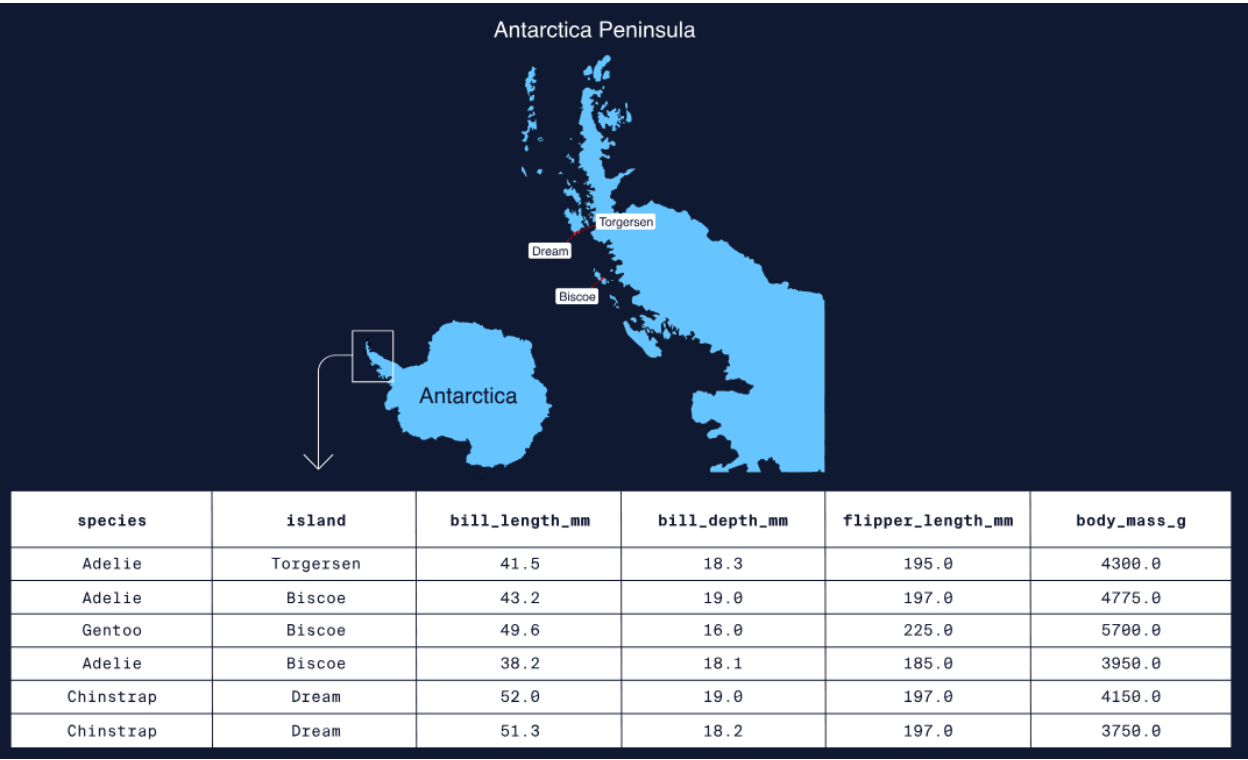 Antarctica Peninsula
Torgersen
Dream
Biscoe
Antarctica
species island bill_length_mm bill_depth_mm flipper_length_mm body_mass_g
Adelie Torgersen 41.5 18.3 195.0 4300.0
Adelie Biscoe 43.2 19.0 197.0 4775.0
Gentoo Biscoe 49.6 16.0 225.0 5700.0
Adelie Biscoe 38.2 18.1 185.0 3950.0
Chinstrap Dream 52.0 19.0 197.0 4150.0
Chinstrap Dream 51.3 18.2 197.0 3750.0